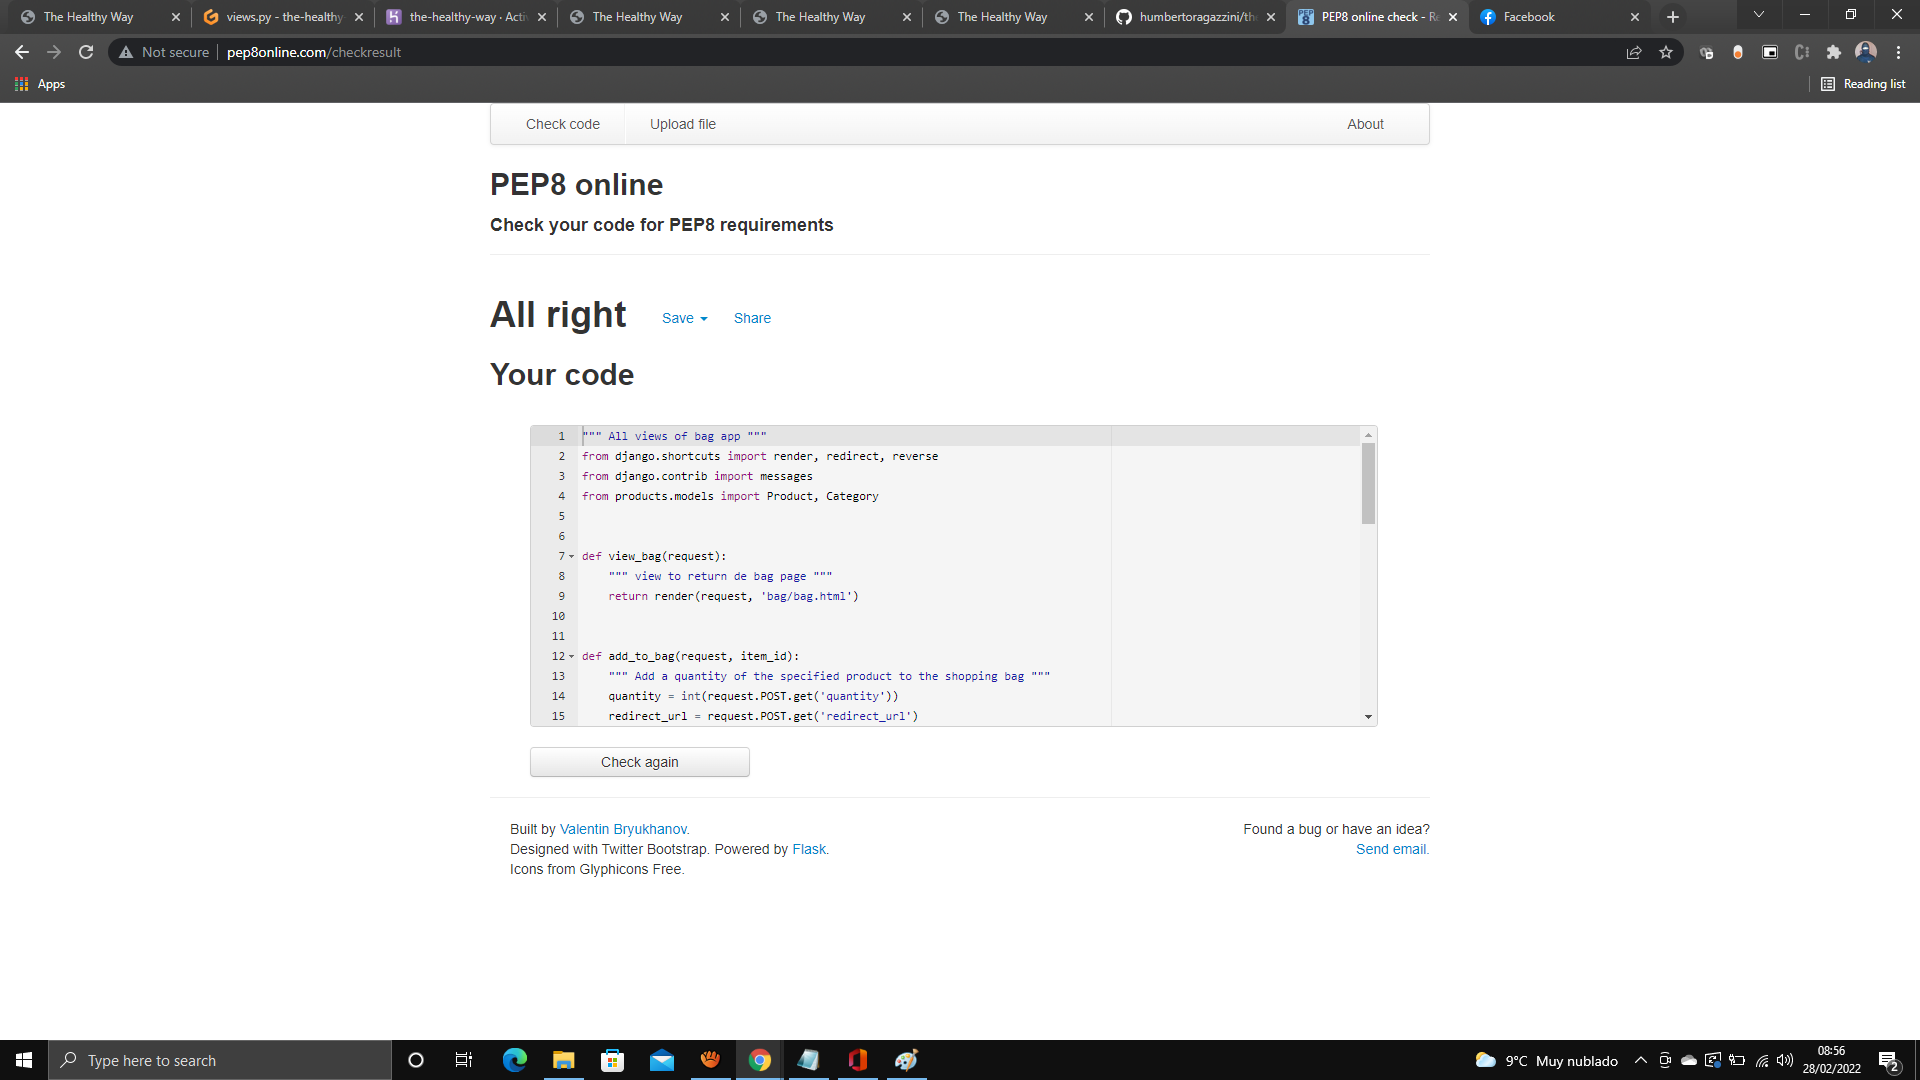 The Healthy Way
views.py - the-healthy-
the-healthy-way · Activ
The Healthy Way
The Healthy Way
The Healthy Way
humbertoragazzini/the
PEP8 online check - Re
Facebook
Not secure
pep8online.com/checkresult
Apps
Reading list
Check code
Upload file
About
PEP8 online
Check your code for PEP8 requirements
All right
Save
Share
Your code
1 """ All views of bag app """
2 from django.shortcuts import render, redirect, reverse
3 from django.contrib import messages
4 from products.models import Product, Category
5
6
7 def view_bag(request):
8 """ view to return de bag page """
9 return render(request, 'bag/bag.html')
10
11
12 def add_to_bag(request, item_id):
13 """ Add a quantity of the specified product to the shopping bag """
14 quantity = int(request.POST.get('quantity'))
15 redirect_url = request.POST.get('redirect_url')
Check again
Built by Valentin Bryukhanov.
Designed with Twitter Bootstrap. Powered by Flask.
Icons from Glyphicons Free.
Found a bug or have an idea?
Send email.
Type here to search
9°C Muy nublado
08:56
28/02/2022
2